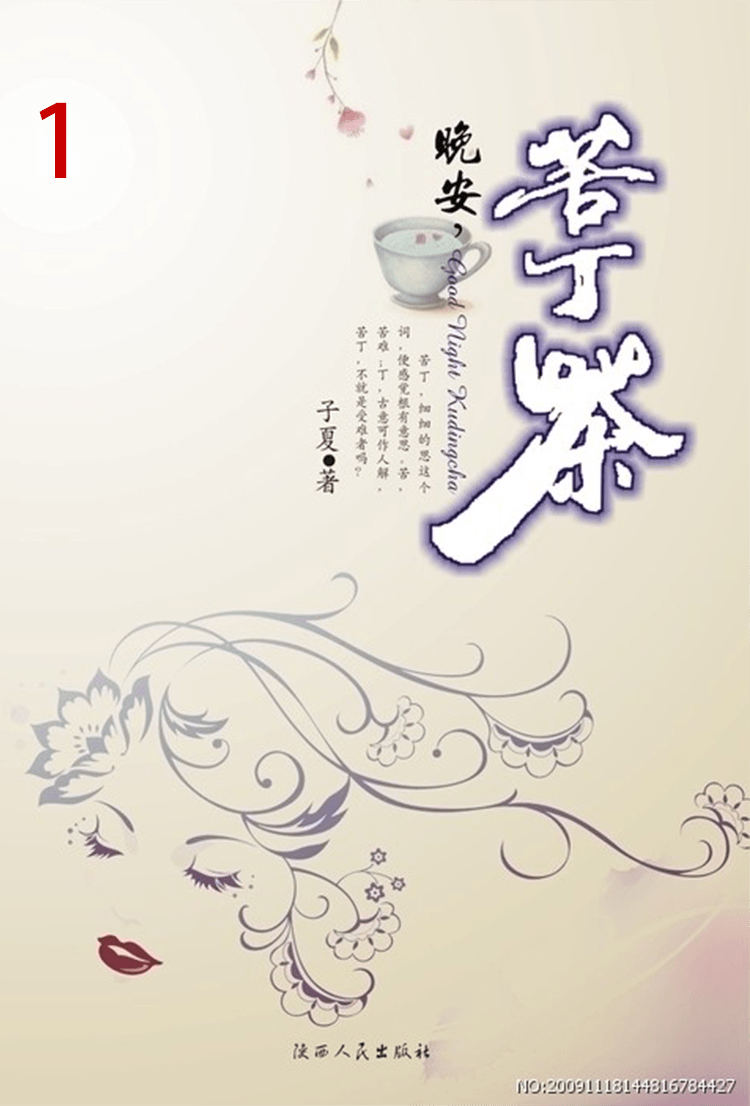 1
晚安，
苦丁茶
Good Night Kudingcha
苦丁，细细的思这个
词，便感觉极有意思。苦，
苦难；丁，古意可作人解，
苦丁，不就是受难者吗？
子夏●著
陕西人民出版社
NO:20091118144816784427